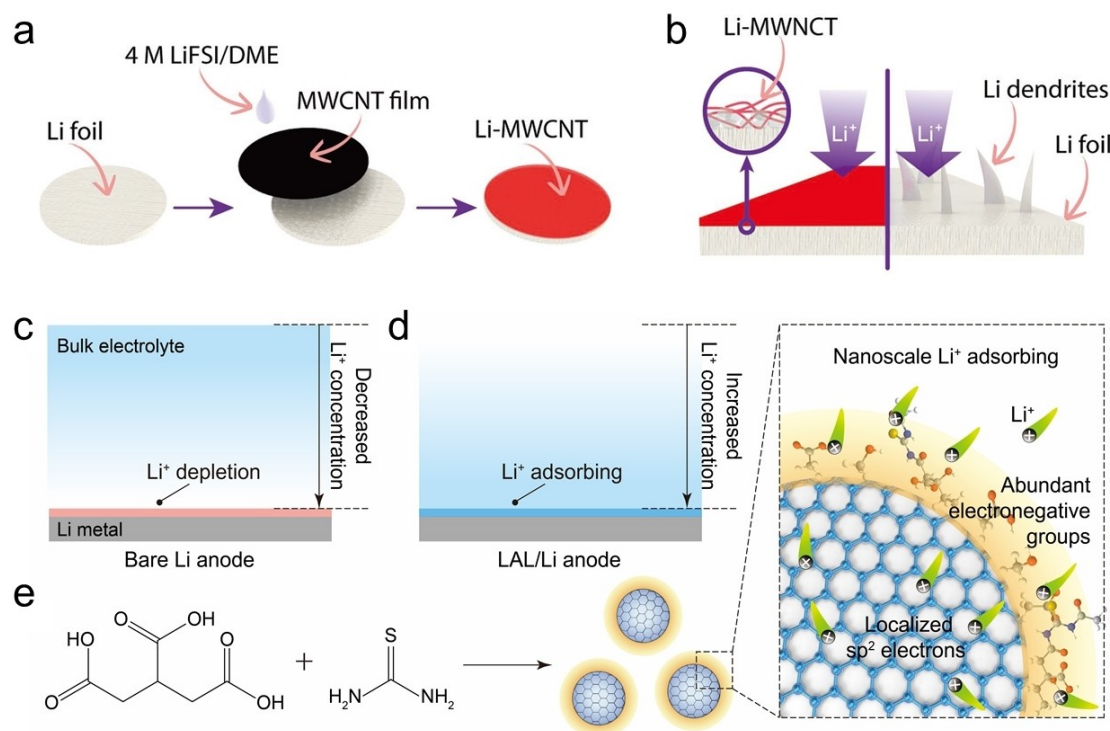 a
4 M LiFSI/DME
MWCNT film
Li foil
Li-MWCNT
b
Li-MWNCT
Li dendrites
Li foil
Li⁺
Li⁺
c
Bulk electrolyte
Li⁺ depletion
Li metal
Bare Li anode
Decreased
Li⁺ concentration
d
Li⁺ adsorbing
LAL/Li anode
Increased
Li⁺ concentration
Nanoscale Li⁺ adsorbing
Li⁺
Abundant
electronegative
groups
Localized
sp² electrons
e
O
OH
HO
O
O
OH
+
S
H₂N
NH₂